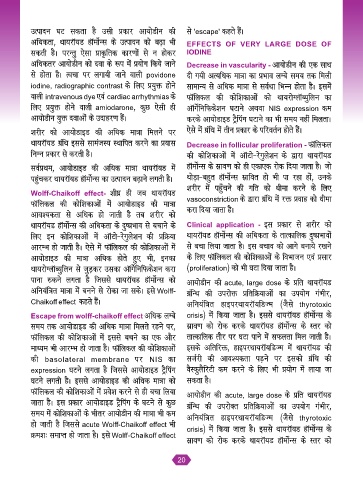 उत्पादन घट सकता है उसी प्रकार आयोडीन की
अधिकता, थायरॉयड हॉर्मोन्स के उत्पादन को बढ़ा भी
सकती है। परन्तु ऐसा प्राकृतिक कारणों से न होकर
अधिकतर आयोडीन को दवा के रूप में प्रयोग किये जाने
से होता है। त्वचा पर लगायी जाने वाली povidone
iodine, radiographic contrast के लिए प्रयुक्त होने
वाली intravenous dye एवं cardiac arrhythmias के
लिए प्रयुक्त होने वाली amiodarone, कुछ ऐसी ही
आयोडीन युक्त दवाओं के उदाहरण हैं।
शरीर को आयोडाइड की अधिक मात्रा मिलने पर
थायरॉयड ग्रंथि इससे सामंजस्य स्थापित करने का प्रयास
निम्न प्रकार से करती है।
सर्वप्रथम, आयोडाइड की अधिक मात्रा थायरॉयड में
पहुंचकर थायरॉयड हॉर्मोन्स का उत्पादन बढ़ाने लगती है।
Wolff-Chaikoff effect- शीघ्र ही जब थायरॉयड
फॉलिकल की कोशिकाओं में आयोडाइड की मात्रा
आवश्यकता से अधिक हो जाती है तब शरीर को
थायरॉयड हॉर्मोन्स की अधिकता के दुष्प्रभाव से बचाने के
लिए इन कोशिकाओं में ऑटो-रेगुलेशन की प्रक्रिया
आरम्भ हो जाती है। ऐसे में फॉलिकल की कोशिकाओं में
आयोडाइड की मात्रा अधिक होते हुए भी, इनका
थायरोग्लोब्युलिन से जुड़कर उसका ऑर्गेनिफिकेशन करा
पाना रुकने लगता है जिससे थायरॉयड हॉर्मोन्स को
अनियंत्रित मात्रा में बनने से रोका जा सके। इसे Wolff-
Chaikoff effect कहते हैं।
Escape from wolff-chaikoff effect अधिक लम्बे
समय तक आयोडाइड की अधिक मात्रा मिलते रहने पर,
फॉलिकल की कोशिकाओं में इससे बचने का एक और
माध्यम भी आरम्भ हो जाता है। फॉलिकल की कोशिकाओं
की basolateral membrane पर NIS का
expression घटने लगता है जिससे आयोडाइड ट्रैपिंग
घटने लगती है। इससे आयोडाइड की अधिक मात्रा को
फॉलिकल की कोशिकाओं में प्रवेश करने से ही बचा लिया
जाता है। इस प्रकार आयोडाइड ट्रैपिंग के घटने से कुछ
समय में कोशिकाओं के भीतर आयोडीन की मात्रा भी कम
हो जाती है जिससे acute Wolff-Chaikoff effect भी
क्रमशः समाप्त हो जाता है। इसे Wolf-Chaikoff effect
से 'escape' कहते हैं।
EFFECTS OF VERY LARGE DOSE OF
IODINE
Decrease in vascularity - आयोडीन की एक साथ
दी गयी अत्यधिक मात्रा का प्रभाव लम्बे समय तक मिली
सामान्य से अधिक मात्रा से सर्वथा भिन्न होता है। इसमें
फॉलिकल की कोशिकाओं को थायरोग्लोब्युलिन का
ऑर्गेनिफिकेशन घटाने अथवा NIS expression कम
करके आयोडाइड ट्रैपिंग घटाने का भी समय नहीं मिलता।
ऐसे में ग्रंथि में तीन प्रकार के परिवर्तन होते हैं।
Decrease in follicular proliferation - फॉलिकल
की कोशिकाओं में ऑटो-रेगुलेशन के द्वारा थायरॉयड
हॉर्मोन्स के स्रावण को ही एकाएक रोक दिया जाता है। जो
थोड़ा-बहुत हॉर्मोन्स स्रावित हो भी पा रहा हों, उनके
शरीर में पहुँचने की गति को धीमा करने के लिए
vasoconstriction के द्वारा ग्रंथि में रक्त प्रवाह को धीमा
करा दिया जाता है।
Clinical application - इस प्रकार से शरीर को
थायरॉयड हॉर्मोन्स की अधिकता के तात्कालिक दुष्प्रभावों
से बचा लिया जाता है। इस बचाव को आगे बनाये रखने
के लिए फॉलिकल की कोशिकाओं के विभाजन एवं प्रसार
(proliferation) को भी घटा दिया जाता है।
आयोडीन की acute, large dose के प्रति थायरॉयड
ग्रंन्थि की उपरोक्त प्रतिक्रियाओं का उपयोग गंभीर,
अनियंत्रित हाइपरथायरॉयडिज्म (जैसे thyrotoxic
crisis) में किया जाता है। इससे थायरॉयड हॉर्मोन्स के
स्रावण को रोक करके थायरॉयड हॉर्मोन्स के स्तर को
तात्कालिक तौर पर घटा पाने में सफलता मिल जाती है।
इसके अतिरिक्त, हाइपरथायरॉयडिज्म में थायरॉयड की
सर्जरी की आवश्यकता पड़ने पर इसको ग्रंथि की
वैस्कुलैरिटी कम करने के लिए भी प्रयोग में लाया जा
सकता है।
आयोडीन की acute, large dose के प्रति थायरॉयड
ग्रंन्थि की उपरोक्त प्रतिक्रियाओं का उपयोग गंभीर,
अनियंत्रित हाइपरथायरॉयडिज्म (जैसे thyrotoxic
crisis) में किया जाता है। इससे थायरॉयड हॉर्मोन्स के
स्रावण को रोक करके थायरॉयड हॉर्मोन्स के स्तर को
20